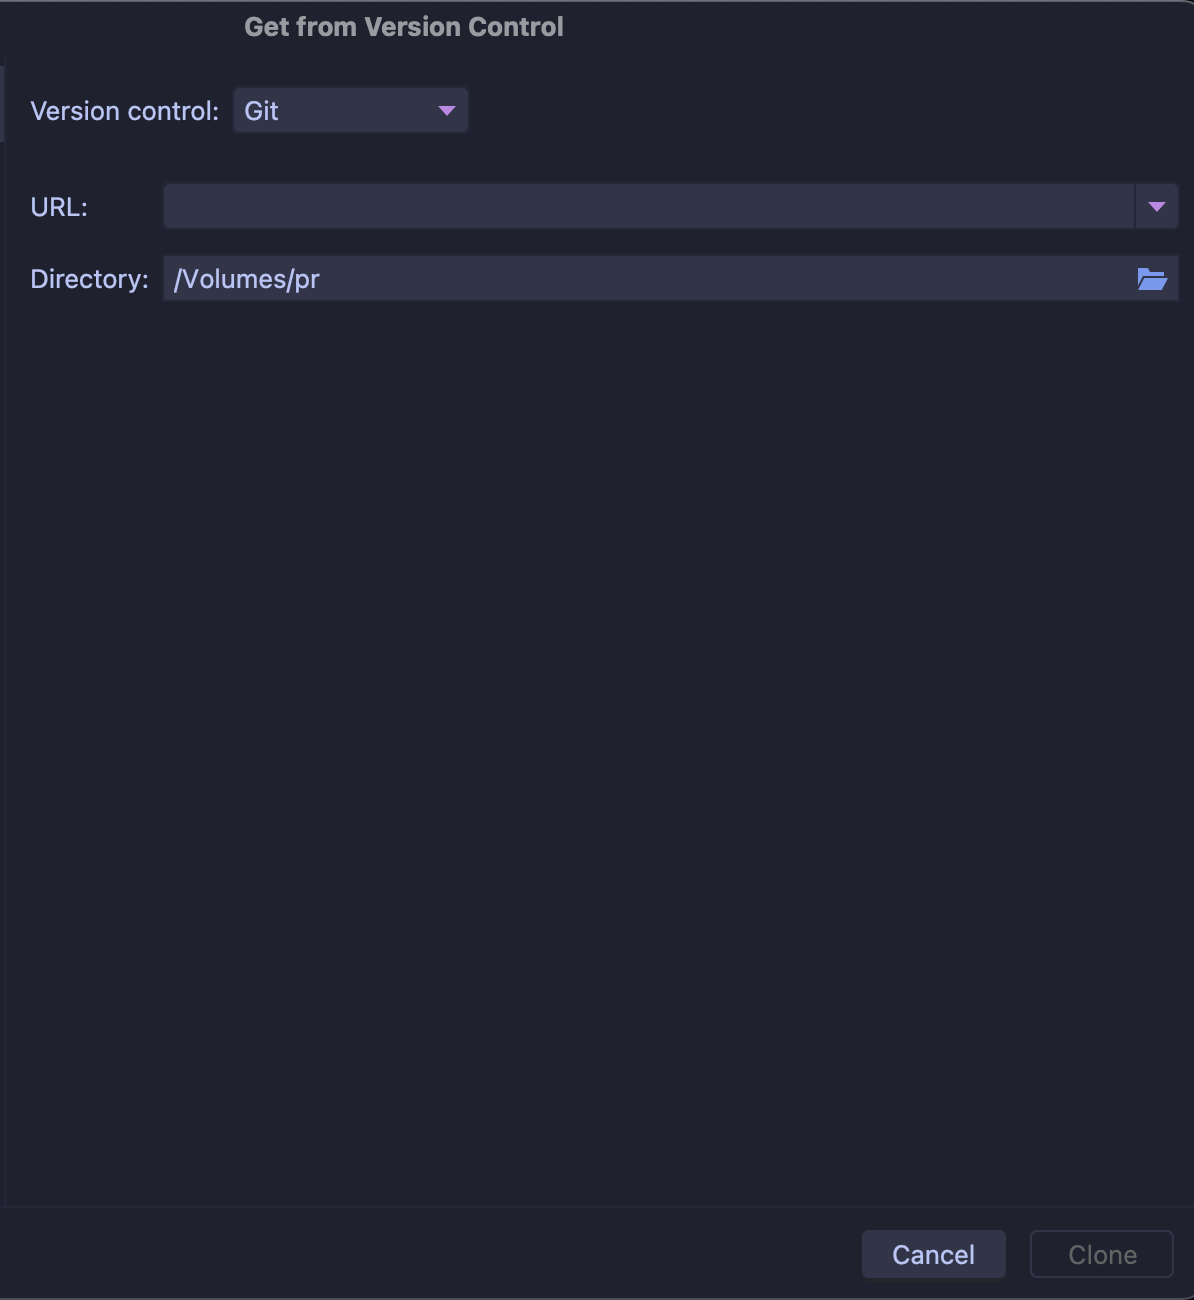 Get from Version Control
Version control: Git
URL:
Directory: /Volumes/pr
Cancel Clone